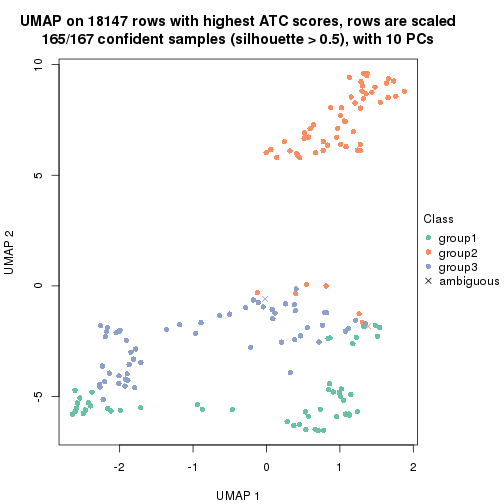 UMAP on 18147 rows with highest ATC scores, rows are scaled
165/167 confident samples (silhouette > 0.5), with 10 PCs
10
5
0
-5
UMAP 2
-2
-1
0
1
2
UMAP 1
Class
group1
group2
group3
ambiguous